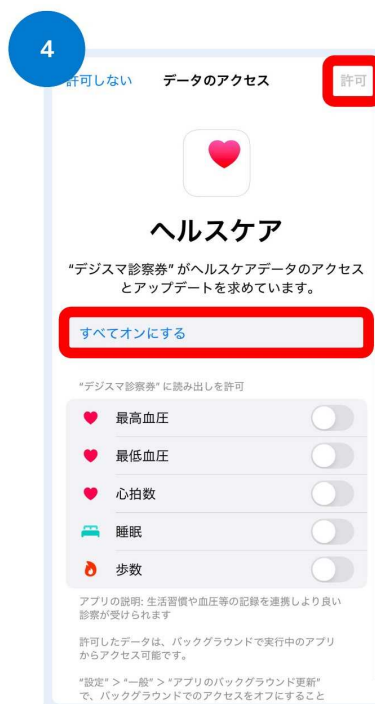 4
許可しない データのアクセス 許可
ヘルスケア
“デジスマ診察券” がヘルスケアデータのアクセス
とアップデートを求めています。
すべてオンにする
“デジスマ診察券” に読み出しを許可
最高血圧
最低血圧
心拍数
睡眠
歩数
アプリの説明: 生活習慣や血圧等の記録を連携しより良い
診察が受けられます
許可したデータは、バックグラウンドで実行中のアプリ
からアクセス可能です。
“設定” > “一般” > “アプリのバックグラウンド更新”
で、バックグラウンドでのアクセスをオフにすること